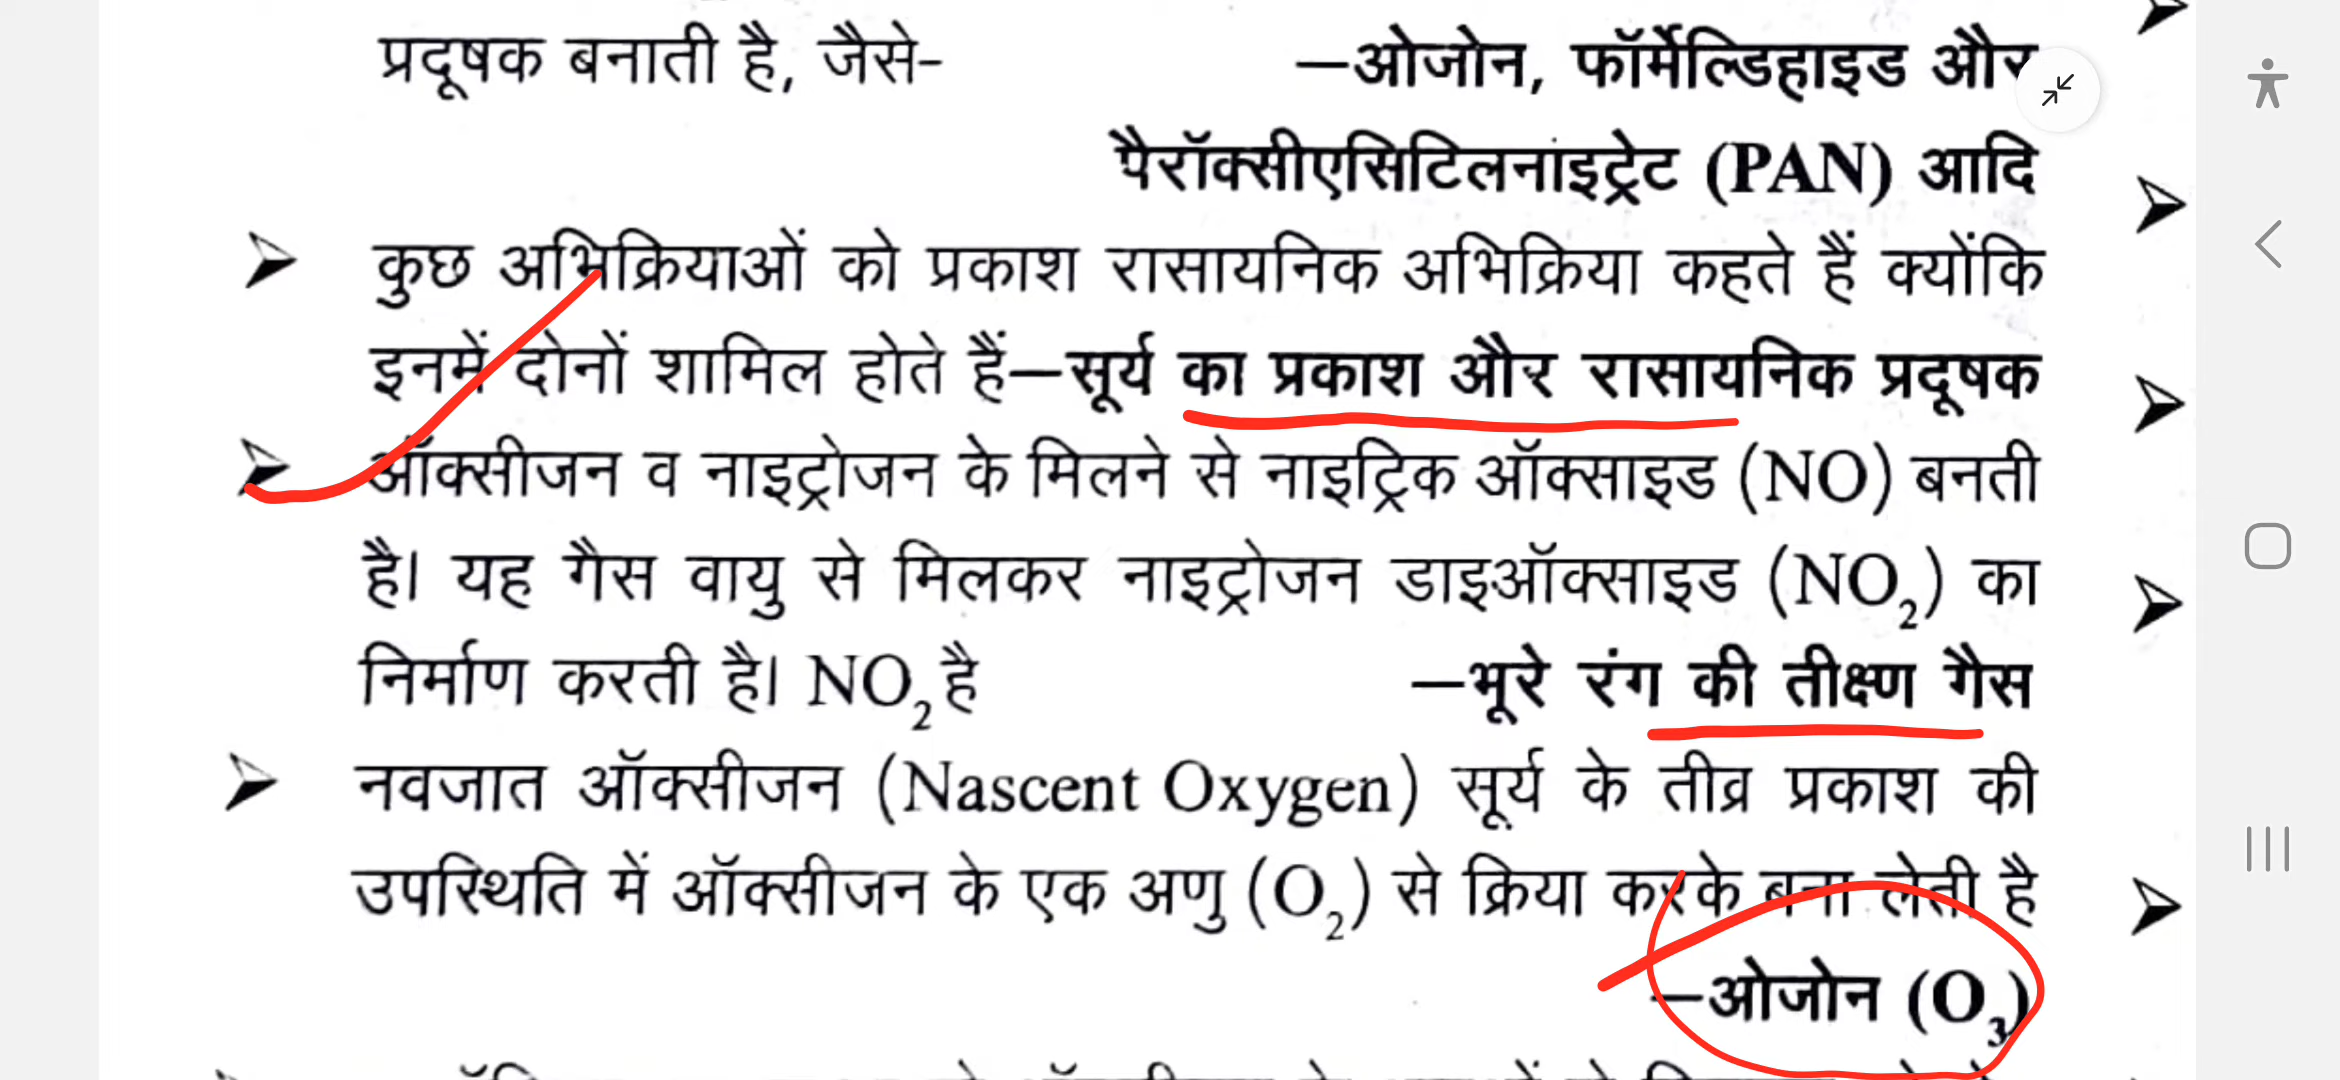 प्रदूषक बनाती है, जैसे- —ओजोन, फॉर्मेल्डिहाइड और
पैरॉक्सीएसिटिलनाइट्रेट (PAN) आदि
कुछ अभिक्रियाओं को प्रकाश रासायनिक अभिक्रिया कहते हैं क्योंकि
इनमें दोनों शामिल होते हैं—सूर्य का प्रकाश और रासायनिक प्रदूषक
ऑक्सीजन व नाइट्रोजन के मिलने से नाइट्रिक ऑक्साइड (NO) बनती
है। यह गैस वायु से मिलकर नाइट्रोजन डाइऑक्साइड (NO₂) का
निर्माण करती है। NO₂ है —भूरे रंग की तीक्ष्ण गैस
नवजात ऑक्सीजन (Nascent Oxygen) सूर्य के तीव्र प्रकाश की
उपस्थिति में ऑक्सीजन के एक अणु (O₂) से क्रिया करके बना लेती है
—ओजोन (O₃)